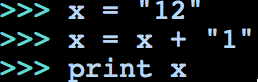 >>> x = "12"
>>> x = x + "1"
>>> print x